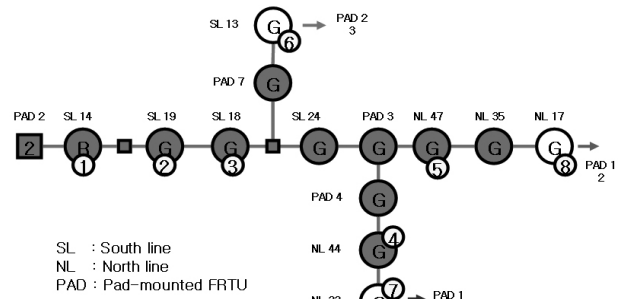 SL 13
G
6
PAD 2
3
PAD 7
G
PAD 2
SL 14
SL 19
SL 18
SL 24
PAD 3
NL 47
NL 35
NL 17
2
B
1
G
2
G
3
G
G
G
5
G
G
8
PAD 1
2
PAD 4
G
NL 44
G
4
SL : South line
NL : North line
PAD : Pad-mounted FRTU
G
7
PAD 1